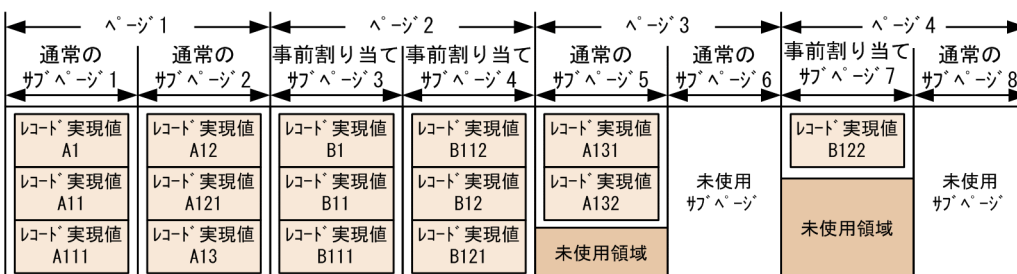 ページ1
ページ2
ページ3
ページ4
通常の
サブページ1
通常の
サブページ2
事前割り当て
サブページ3
事前割り当て
サブページ4
通常の
サブページ5
通常の
サブページ6
事前割り当て
サブページ7
通常の
サブページ8
レコード実現値
A1
レコード実現値
A11
レコード実現値
A111
レコード実現値
A12
レコード実現値
A121
レコード実現値
A13
レコード実現値
B1
レコード実現値
B11
レコード実現値
B111
レコード実現値
B112
レコード実現値
B12
レコード実現値
B121
レコード実現値
A131
レコード実現値
A132
未使用領域
未使用
サブページ
レコード実現値
B122
未使用領域
未使用
サブページ